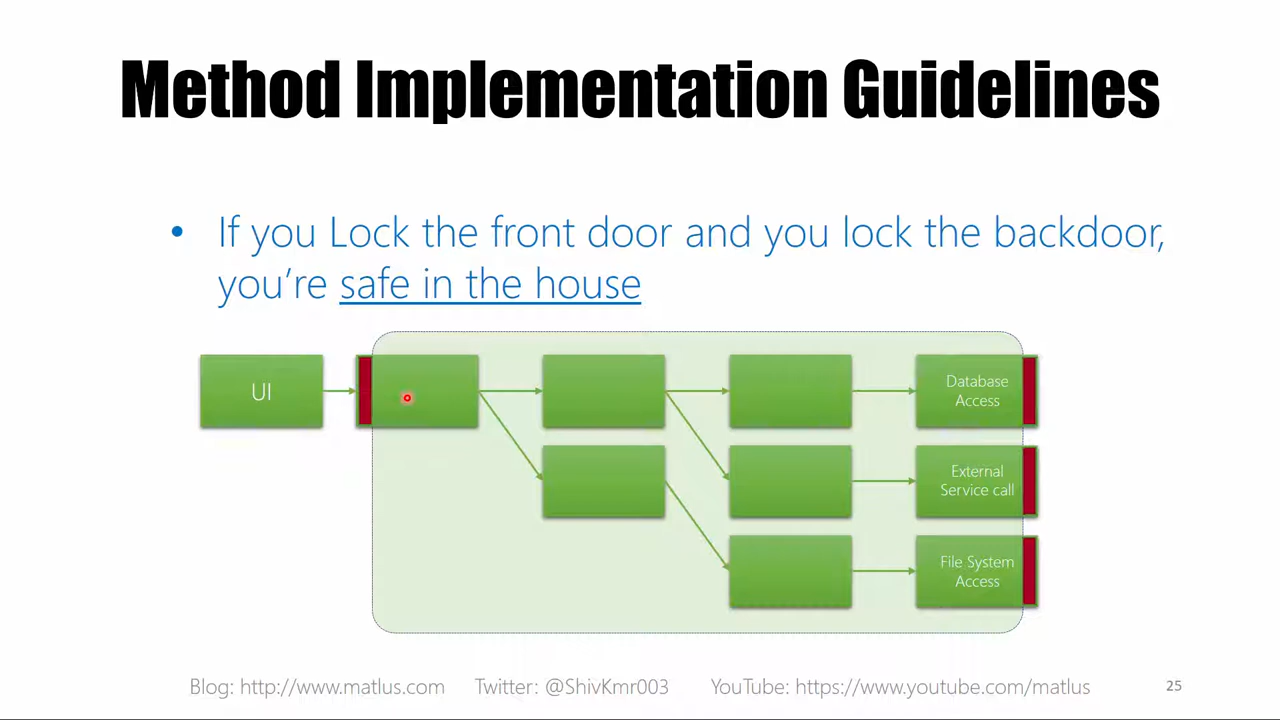 Method Implementation Guidelines
• If you Lock the front door and you lock the backdoor,
you’re safe in the house
UI
Database
Access
External
Service call
File System
Access
Blog: http://www.matlus.com Twitter: @ShivKmr003 YouTube: https://www.youtube.com/matlus 25